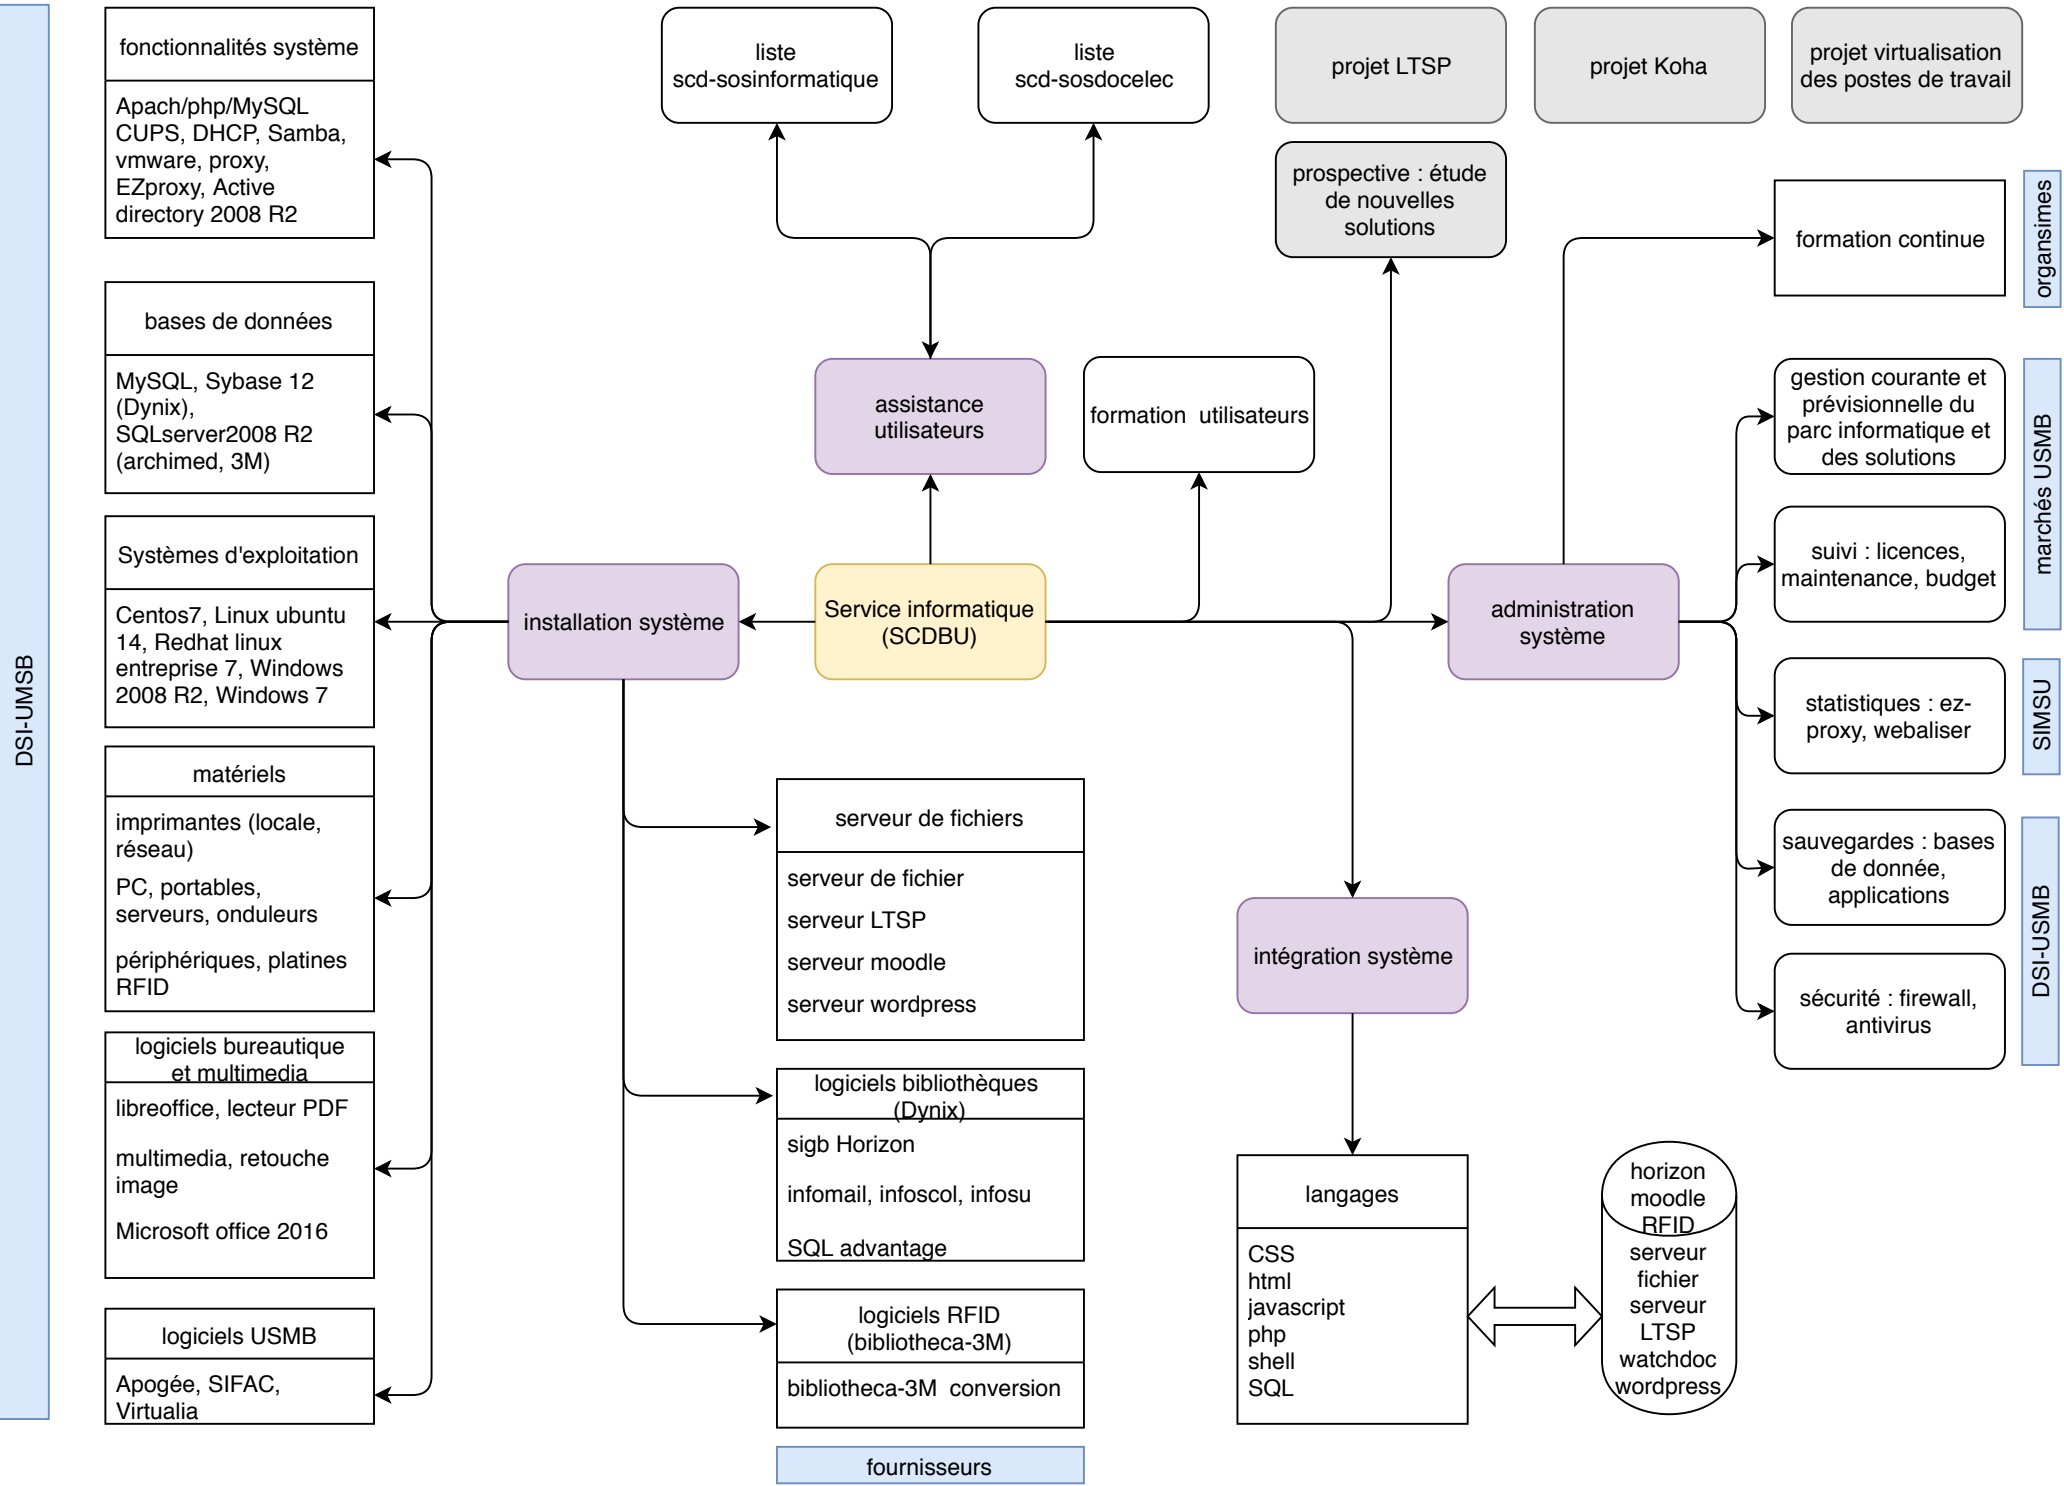 DSI-UMSB
fonctionnalités système
Apach/php/MySQL
CUPS, DHCP, Samba,
vmware, proxy,
EZproxy, Active
directory 2008 R2
bases de données
MySQL, Sybase 12
(Dynix),
SQLserver2008 R2
(archimed, 3M)
Systèmes d'exploitation
Centos7, Linux ubuntu
14, Redhat linux
entreprise 7, Windows
2008 R2, Windows 7
matériels
imprimantes (locale,
réseau)
PC, portables,
serveurs, onduleurs
périphériques, platines
RFID
logiciels bureautique
et multimedia
libreoffice, lecteur PDF
multimedia, retouche
image
Microsoft office 2016
logiciels USMB
Apogée, SIFAC,
Virtualia
liste
scd-sosinformatique
liste
scd-sosdocelec
projet LTSP
projet Koha
projet virtualisation
des postes de travail
prospective : étude
de nouvelles
solutions
assistance
utilisateurs
formation  utilisateurs
installation système
Service informatique
(SCDBU)
administration
système
intégration système
serveur de fichiers
serveur de fichier
serveur LTSP
serveur moodle
serveur wordpress
logiciels bibliothèques
(Dynix)
sigb Horizon
infomail, infoscol, infosu
SQL advantage
logiciels RFID
(bibliotheca-3M)
bibliotheca-3M  conversion
fournisseurs
langages
CSS
html
javascript
php
shell
SQL
horizon
moodle
RFID
serveur
fichier
serveur
LTSP
watchdoc
wordpress
formation continue
organsimes
gestion courante et
prévisionnelle du
parc informatique et
des solutions
suivi : licences,
maintenance, budget
marchés USMB
statistiques : ez-
proxy, webaliser
SIMSU
sauvegardes : bases
de donnée,
applications
sécurité : firewall,
antivirus
DSI-USMB